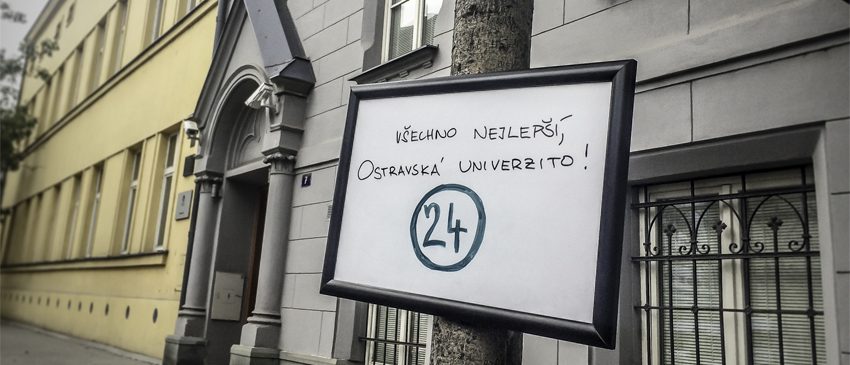 VŠECHNO NEJLEPŠÍ,
OSTRAVSKÁ UNIVERZITO!
24